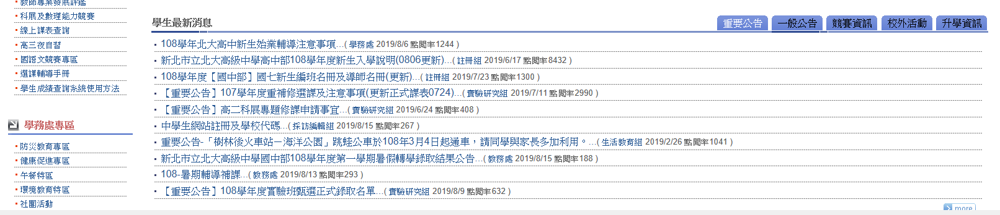 教師專業發展評鑑
科展及數理能力競賽
線上課表查詢
高三夜自習
國語文競賽專區
選課輔導手冊
學生成績查詢系統使用方法
學務處專區
防災教育專區
健康促進專區
午餐特區
環境教育特區
社團活動
學生最新消息
重要公告 一般公告 競賽資訊 校外活動 升學資訊
108學年北大高中新生始業輔導注意事項...( 學務處 2019/8/6 點閱率1244 )
新北市立北大高級中學高中部108學年度新生入學說明(0806更新)...( 註冊組 2019/6/17 點閱率8432 )
108學年度【國中部】國七新生編班名冊及導師名冊(更新)...( 註冊組 2019/7/23 點閱率1300 )
【重要公告】107學年度重補修選課及注意事項(更新正式課表0724)...( 實驗研究組 2019/7/11 點閱率2990 )
【重要公告】高二科展專題修課申請事宜...( 實驗研究組 2019/6/24 點閱率408 )
中學生網站註冊及學校代碼...( 採訪編輯組 2019/8/15 點閱率267 )
重要公告-「樹林後火車站－海洋公園」跳蛙公車於108年3月4日起通車，請同學與家長多加利用。...( 生活教育組 2019/2/26 點閱率1041 )
新北市立北大高級中學國中部108學年度第一學期暑假轉學錄取結果公告...( 教務處 2019/8/15 點閱率188 )
108-暑期輔導補課...( 教務處 2019/8/13 點閱率293 )
【重要公告】108學年度實驗班甄選正式錄取名單...( 實驗研究組 2019/8/9 點閱率632 )
more